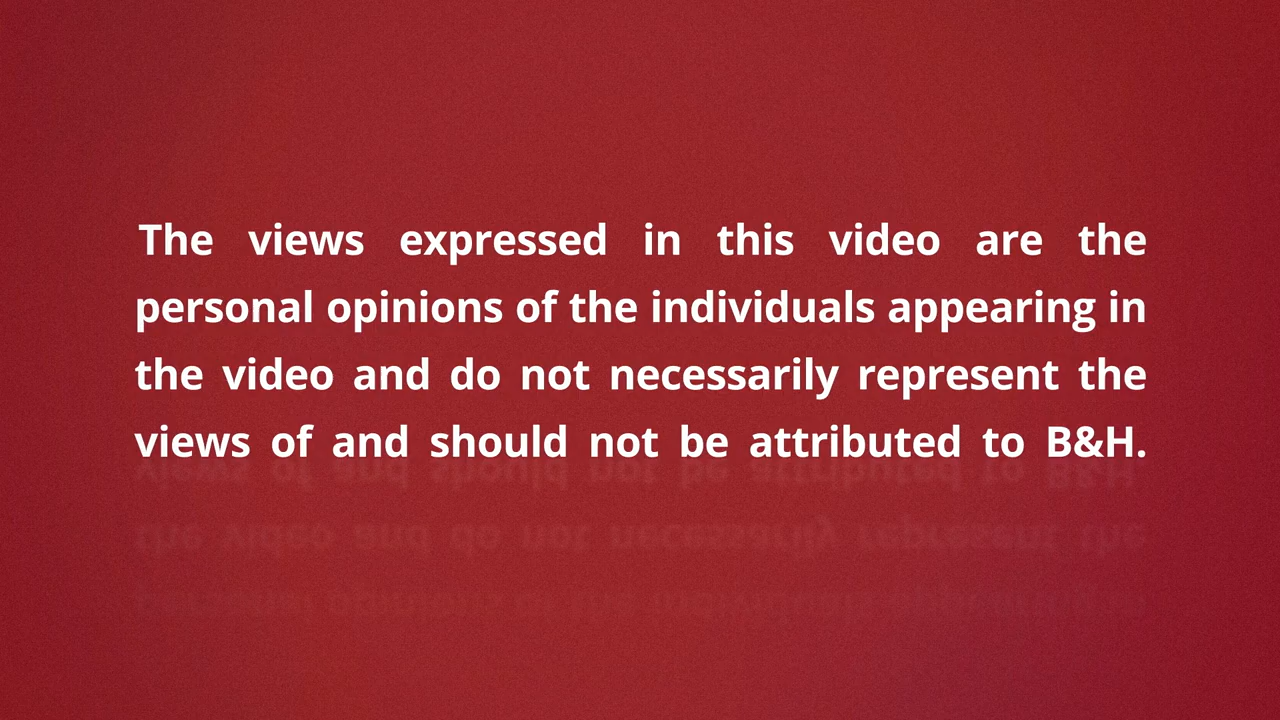 The views expressed in this video are the
personal opinions of the individuals appearing in
the video and do not necessarily represent the
views of and should not be attributed to B&H.